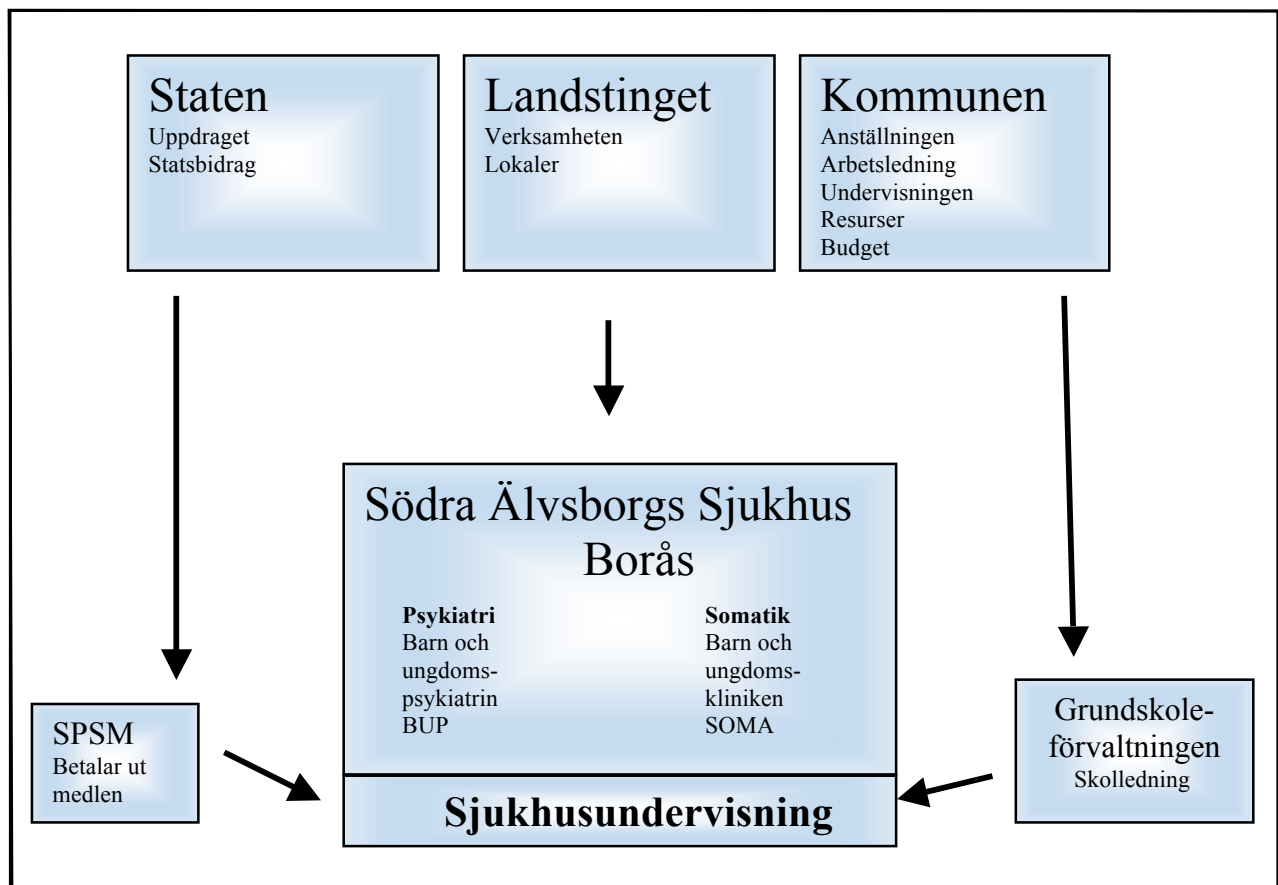 Staten
Uppdraget
Statsbidrag
Landstinget
Verksamheten
Lokaler
Kommunen
Anställningen
Arbetsledning
Undervisningen
Resurser
Budget
Södra Älvsborgs Sjukhus
Borås
Psykiatri
Barn och
ungdoms-
psykiatrin
BUP
Somatik
Barn och
ungdoms-
kliniken
SOMA
SPSM
Betalar ut
medlen
Grundskole-
förvaltningen
Skolledning
Sjukhusundervisning